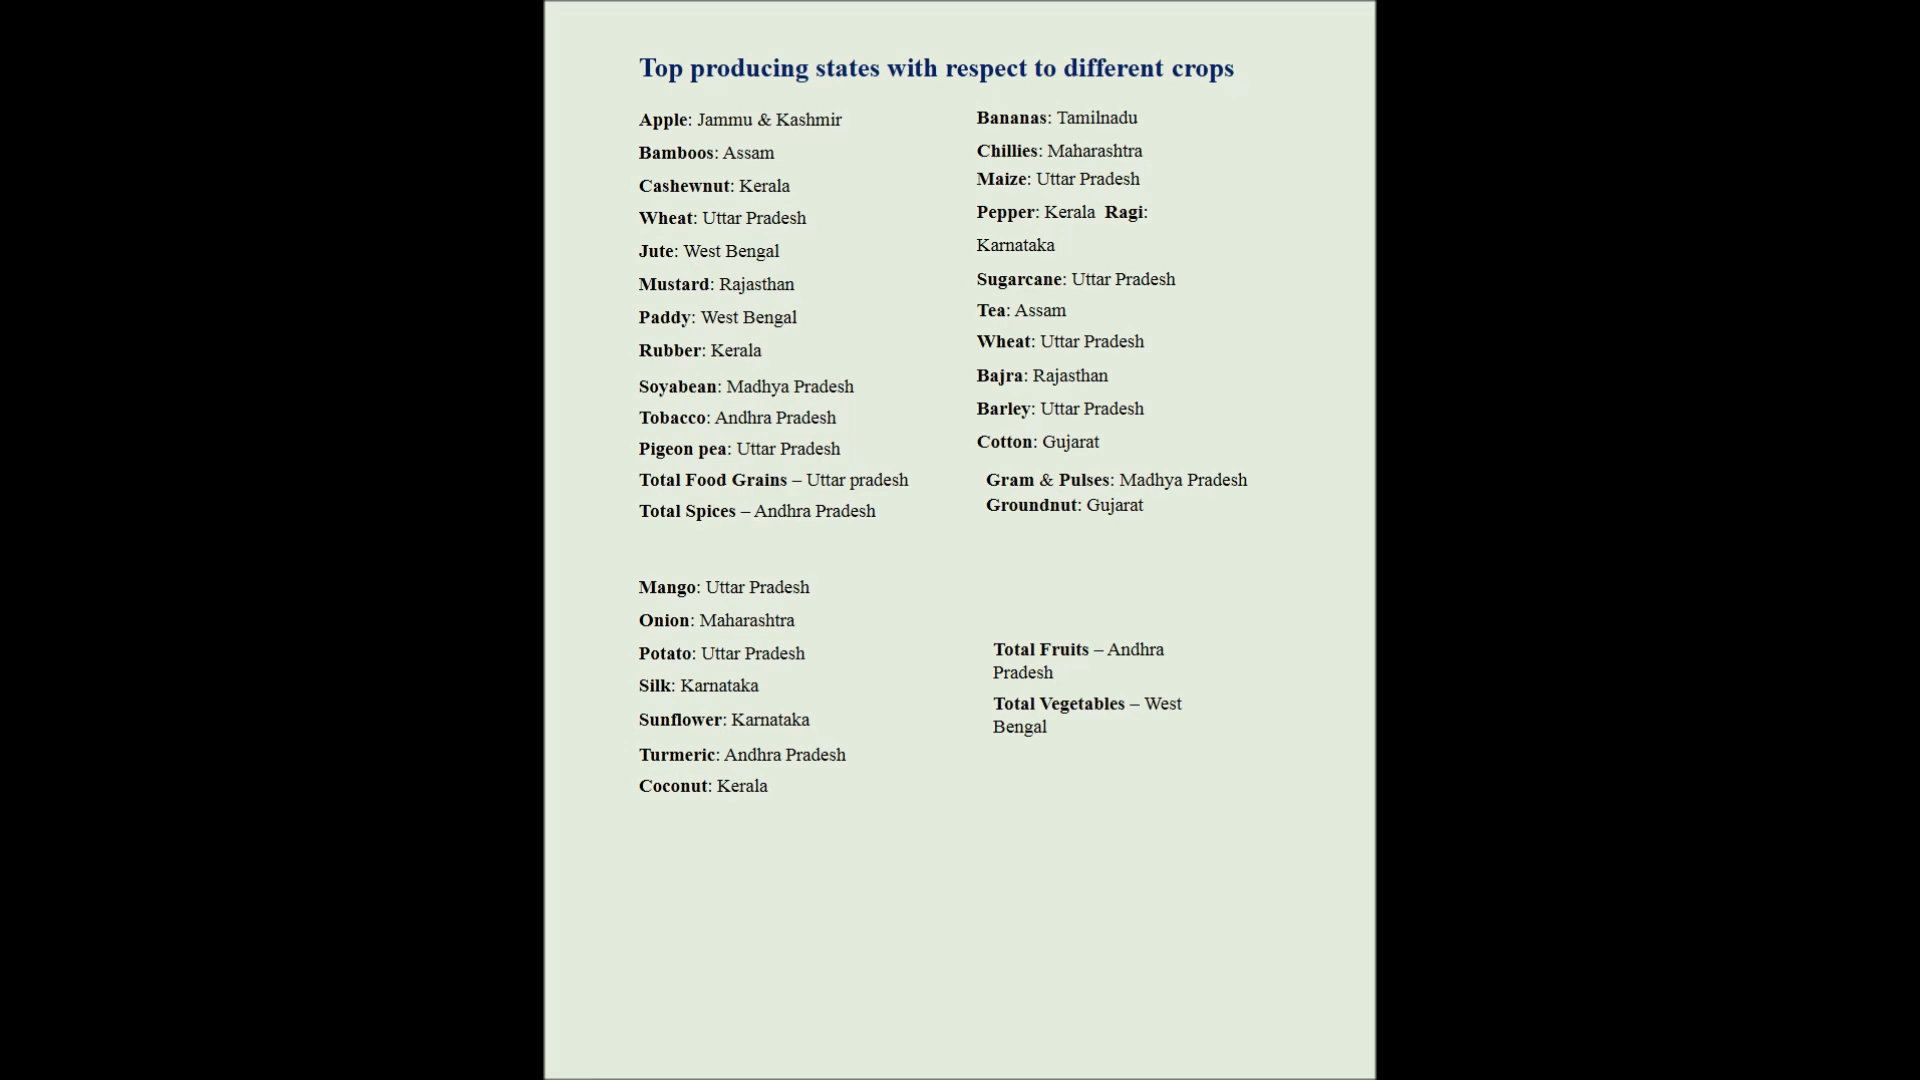 Top producing states with respect to different crops
Apple: Jammu & Kashmir
Bamboos: Assam
Cashewnut: Kerala
Wheat: Uttar Pradesh
Jute: West Bengal
Mustard: Rajasthan
Paddy: West Bengal
Rubber: Kerala
Soyabean: Madhya Pradesh
Tobacco: Andhra Pradesh
Pigeon pea: Uttar Pradesh
Total Food Grains – Uttar pradesh
Total Spices – Andhra Pradesh
Bananas: Tamilnadu
Chillies: Maharashtra
Maize: Uttar Pradesh
Pepper: Kerala Ragi:
Karnataka
Sugarcane: Uttar Pradesh
Tea: Assam
Wheat: Uttar Pradesh
Bajra: Rajasthan
Barley: Uttar Pradesh
Cotton: Gujarat
Gram & Pulses: Madhya Pradesh
Groundnut: Gujarat
Mango: Uttar Pradesh
Onion: Maharashtra
Potato: Uttar Pradesh
Silk: Karnataka
Sunflower: Karnataka
Turmeric: Andhra Pradesh
Coconut: Kerala
Total Fruits – Andhra
Pradesh
Total Vegetables – West
Bengal